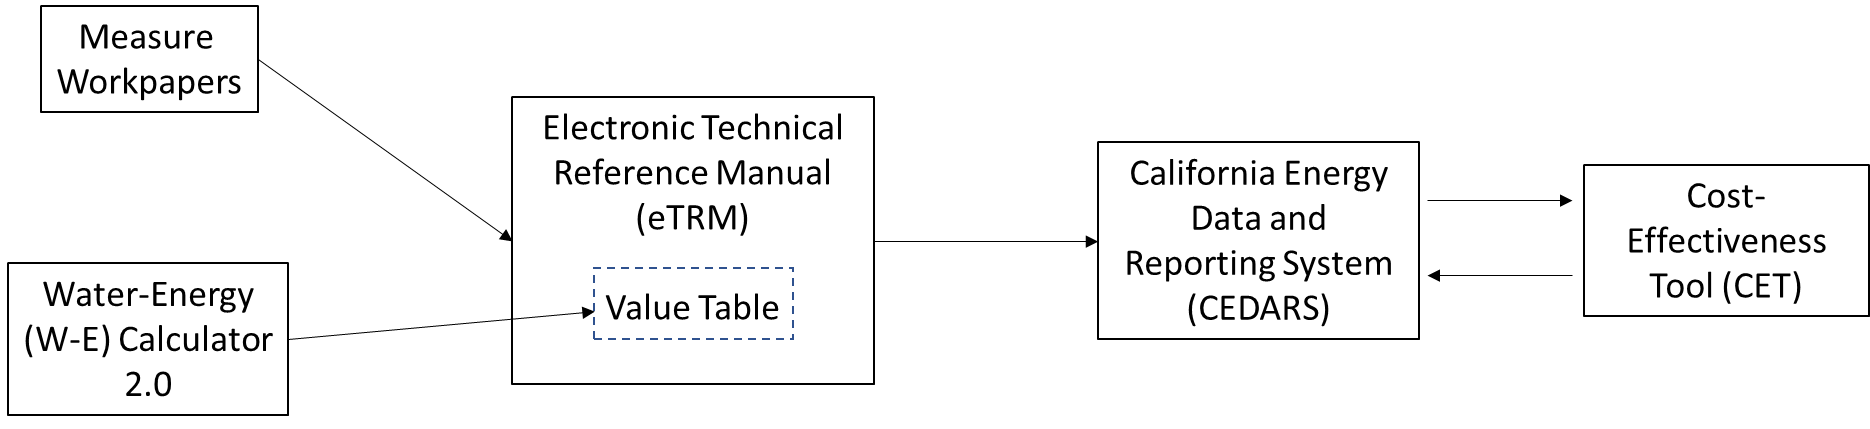 Measure
Workpapers
Water-Energy
(W-E) Calculator
2.0
Electronic Technical
Reference Manual
(eTRM)
Value Table
California Energy
Data and
Reporting System
(CEDARS)
Cost-
Effectiveness
Tool (CET)